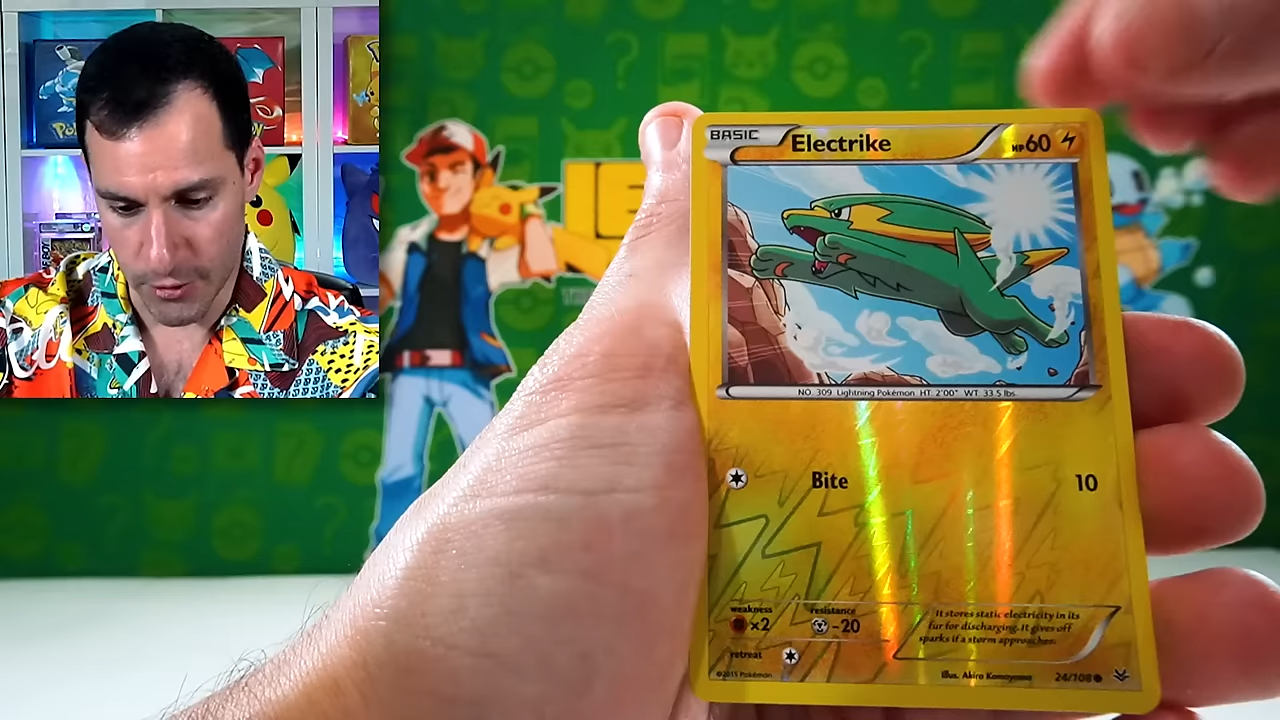 BASIC
Electrike
HP60
NO. 309 Lightning Pokémon HT. 2'00" WT. 33.5 lbs.
Bite 10
weakness
×2
resistance
-20
retreat
It stores static electricity in its
fur for discharging. It gives off
sparks if a storm approaches.
©2015 Pokémon
Illus. Akira Komayama
24/108